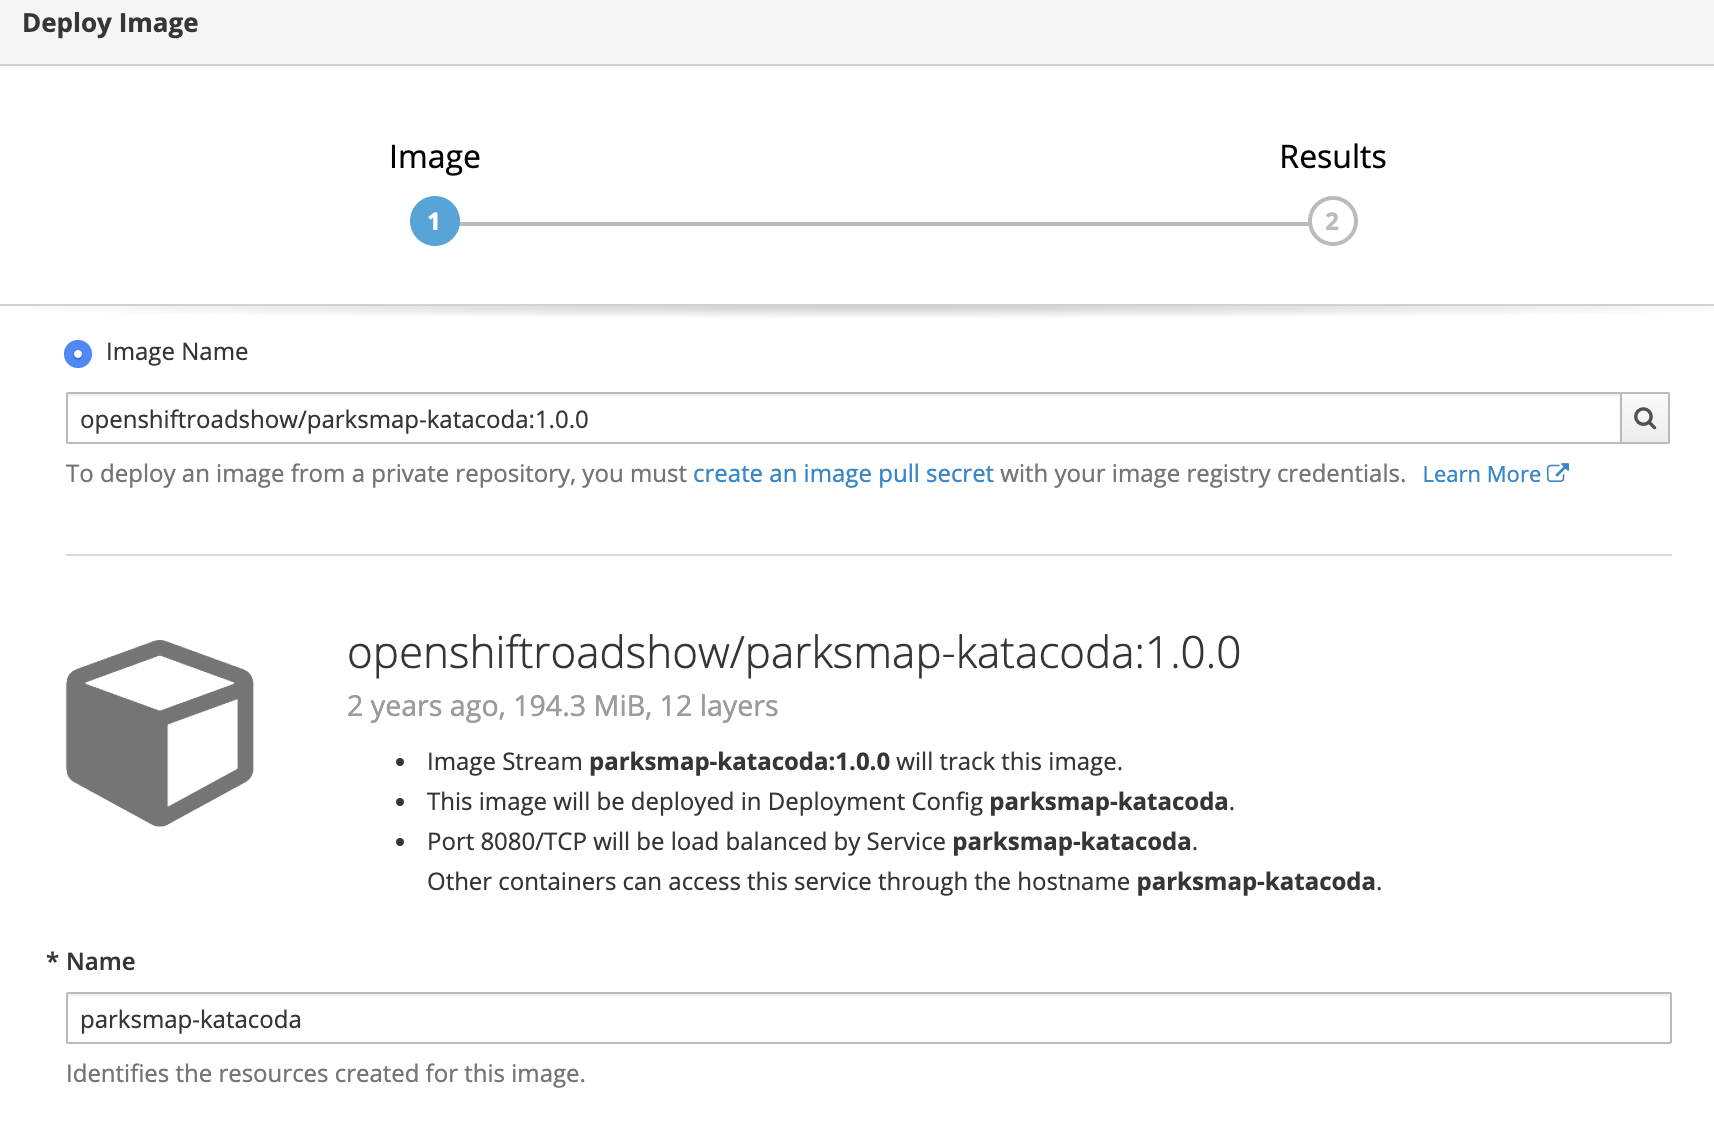 Deploy Image
Image
Results
1
2
Image Name
openshiftroadshow/parksmap-katacoda:1.0.0
To deploy an image from a private repository, you must create an image pull secret with your image registry credentials. Learn More
openshiftroadshow/parksmap-katacoda:1.0.0
2 years ago, 194.3 MiB, 12 layers
• Image Stream parksmap-katacoda:1.0.0 will track this image.
• This image will be deployed in Deployment Config parksmap-katacoda.
• Port 8080/TCP will be load balanced by Service parksmap-katacoda.
Other containers can access this service through the hostname parksmap-katacoda.
* Name
parksmap-katacoda
Identifies the resources created for this image.